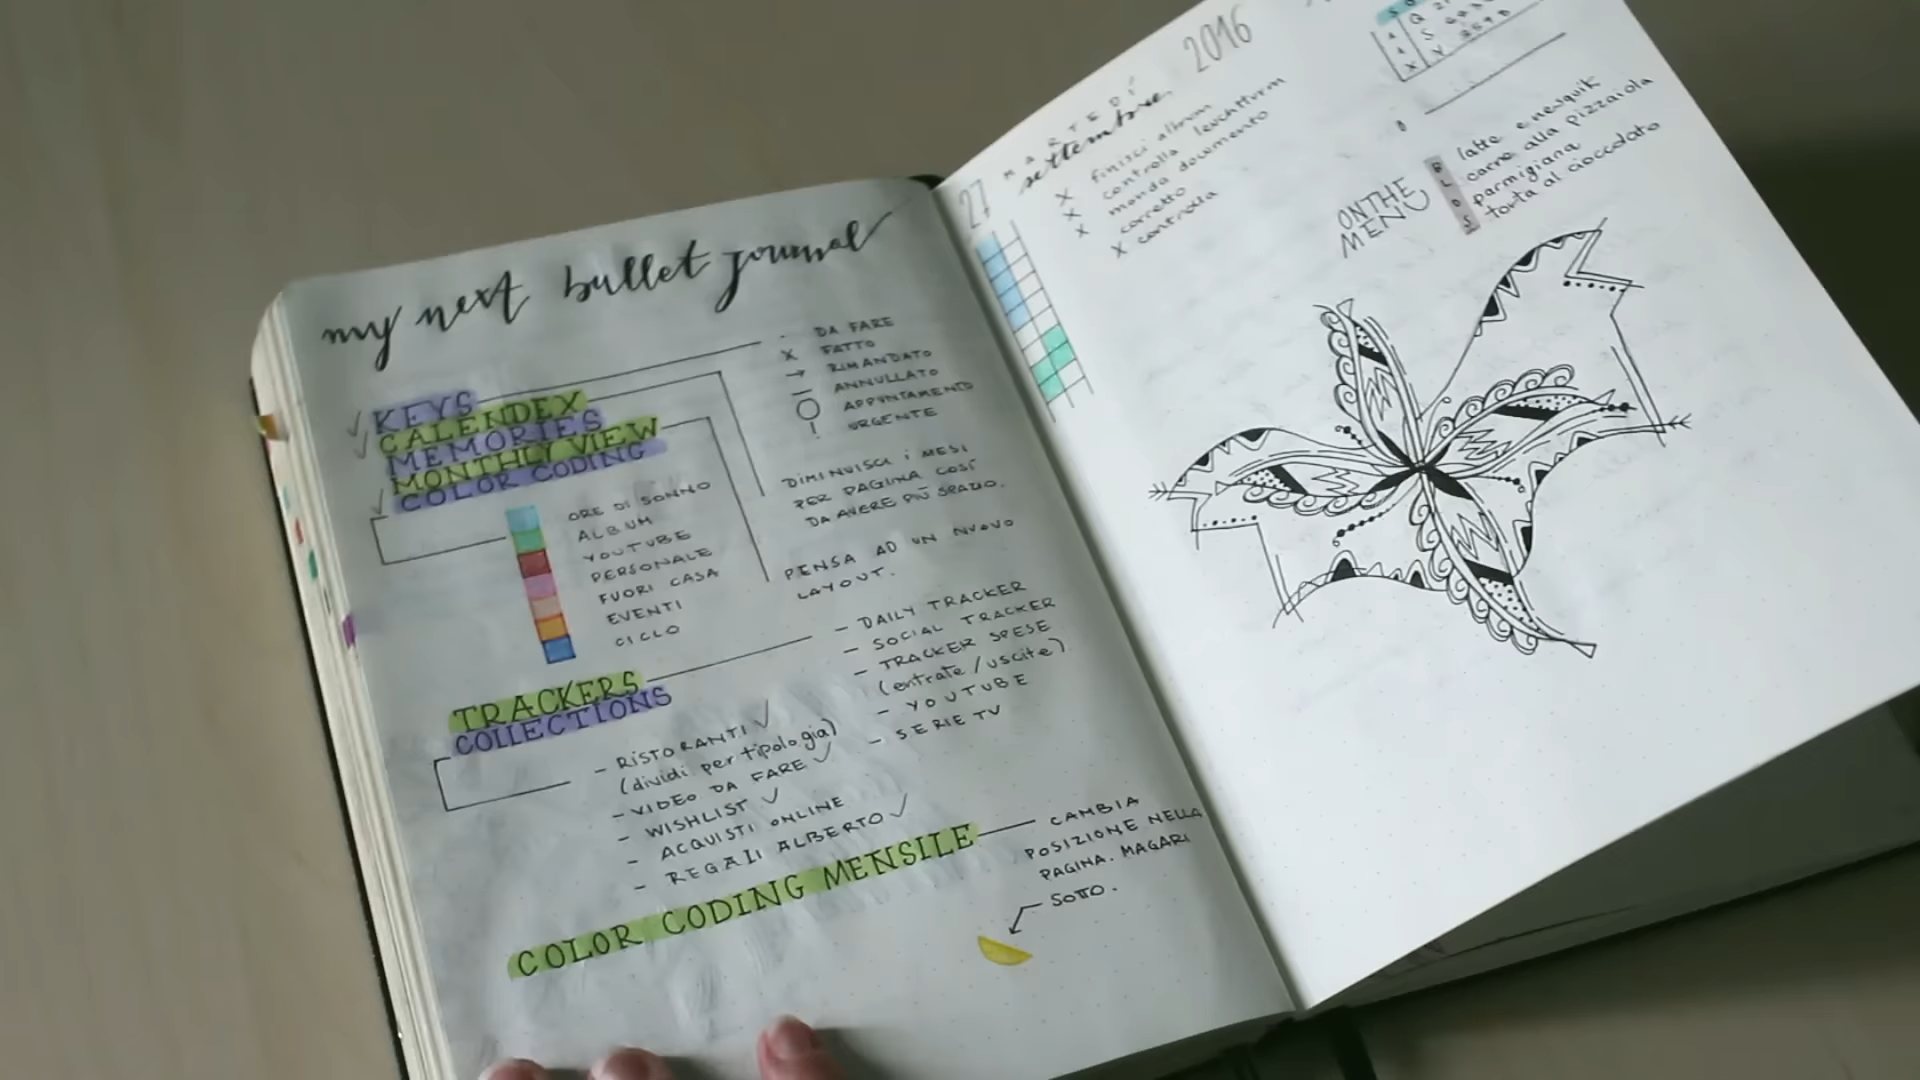 my next bullet journal
KEYS
CALENDEX
MEMORIES
MONTHLY VIEW
COLOR CODING
DA FARE
X FATTO
→ RIMANDATO
— ANNULLATO
O APPUNTAMENTO
! URGENTE
DIMINUISCI i MESI
PER PAGINA COSÍ
DA AVERE PIÙ SPAZIO.
PENSA AD UN NUOVO
LAYOUT.
ORE DI SONNO
ALBUM
YOUTUBE
PERSONALE
FUORI CASA
EVENTI
CICLO
TRACKERS
- DAILY TRACKER
- SOCIAL TRACKER
- TRACKER SPESE
(entrate/uscite)
- YOUTUBE
- SERIE TV
COLLECTIONS
- RISTORANTI ✓
(dividi per tipologia)
- VIDEO DA FARE ✓
- WISHLIST ✓
- ACQUISTI ONLINE
- REGALI ALBERTO ✓
COLOR CODING MENSILE
CAMBIA
POSIZIONE NELLA
PAGINA. MAGARI
SOTTO.
27 MARTEDÍ
settembre 2016
X finisci album
X controlla leuchtturm
X manda documento
corretto
X controlla
ON THE
MENU
BLDS
latte e nesquik
carne alla pizzaiola
parmigiana
torta al cioccolato